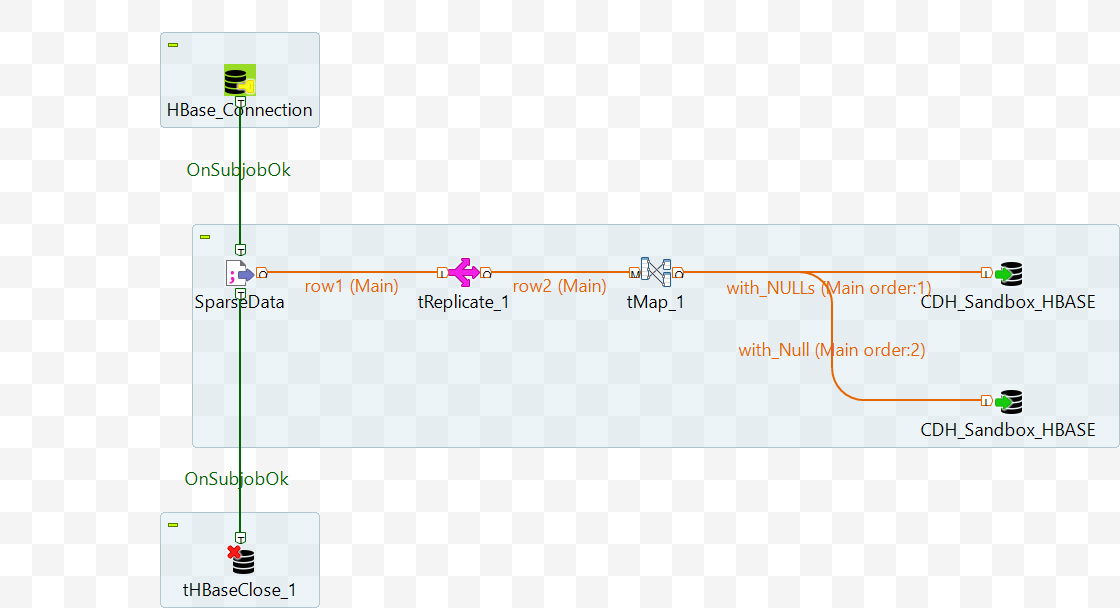 HBase_Connection
OnSubjobOk
SparseData
row1 (Main)
tReplicate_1
row2 (Main)
tMap_1
with_NULLs (Main order:1)
CDH_Sandbox_HBASE
with_Null (Main order:2)
CDH_Sandbox_HBASE
OnSubjobOk
tHBaseClose_1